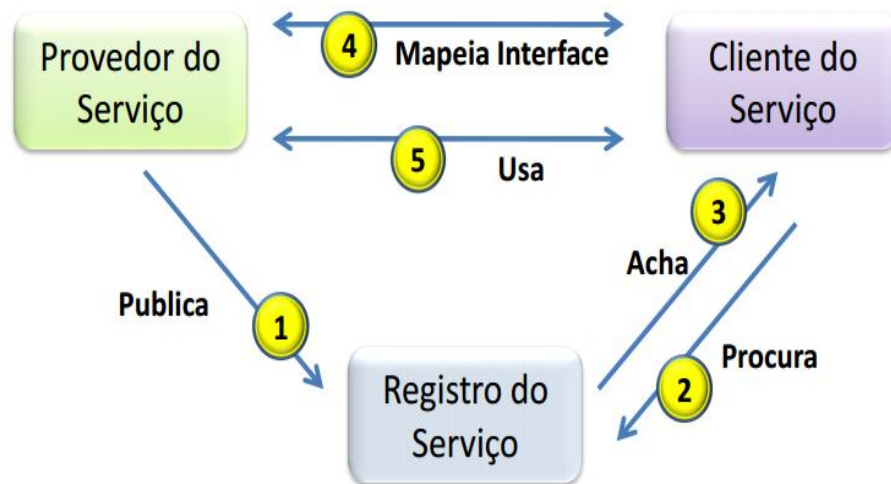 Provedor do
Serviço
4
Mapeia Interface
Cliente do
Serviço
5
Usa
3
Acha
Publica
1
Procura
2
Registro do
Serviço